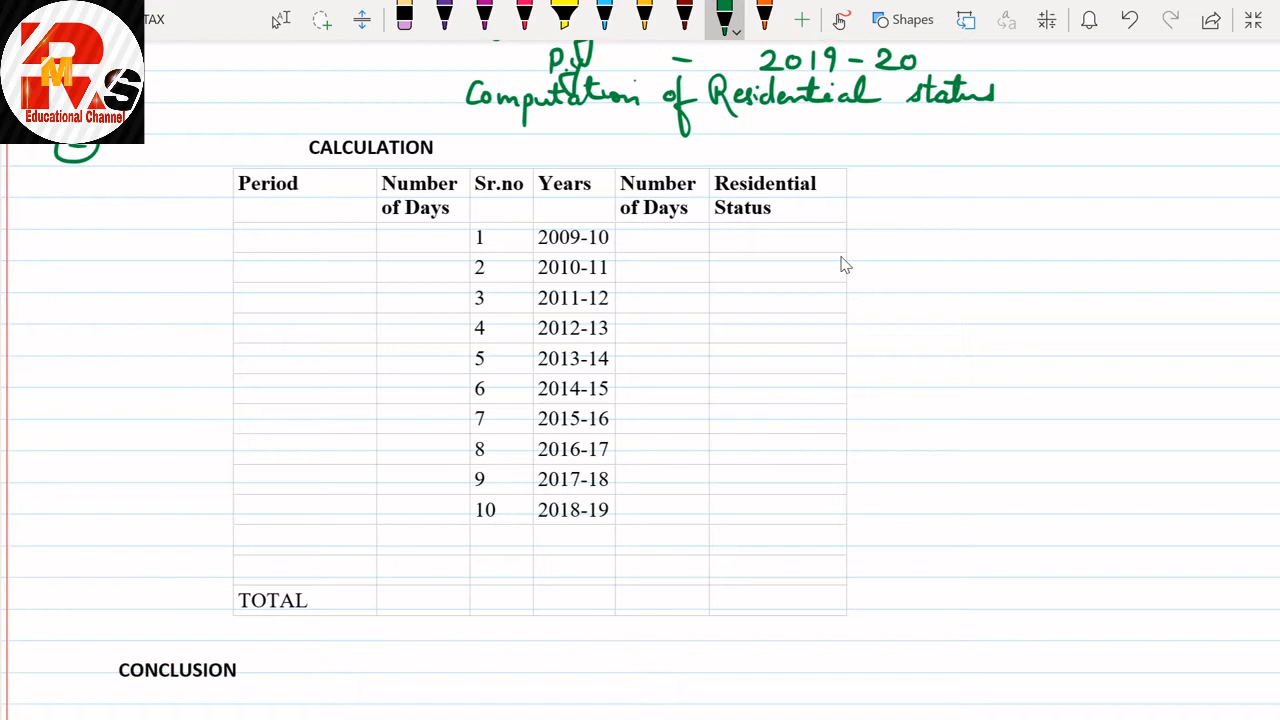 TAX
Shapes
RMS
Educational Channel
P.Y - 2019-20
Computation of Residential status
2
CALCULATION
Period Number of Days Sr.no Years Number of Days Residential Status
1 2009-10
2 2010-11
3 2011-12
4 2012-13
5 2013-14
6 2014-15
7 2015-16
8 2016-17
9 2017-18
10 2018-19
TOTAL
CONCLUSION